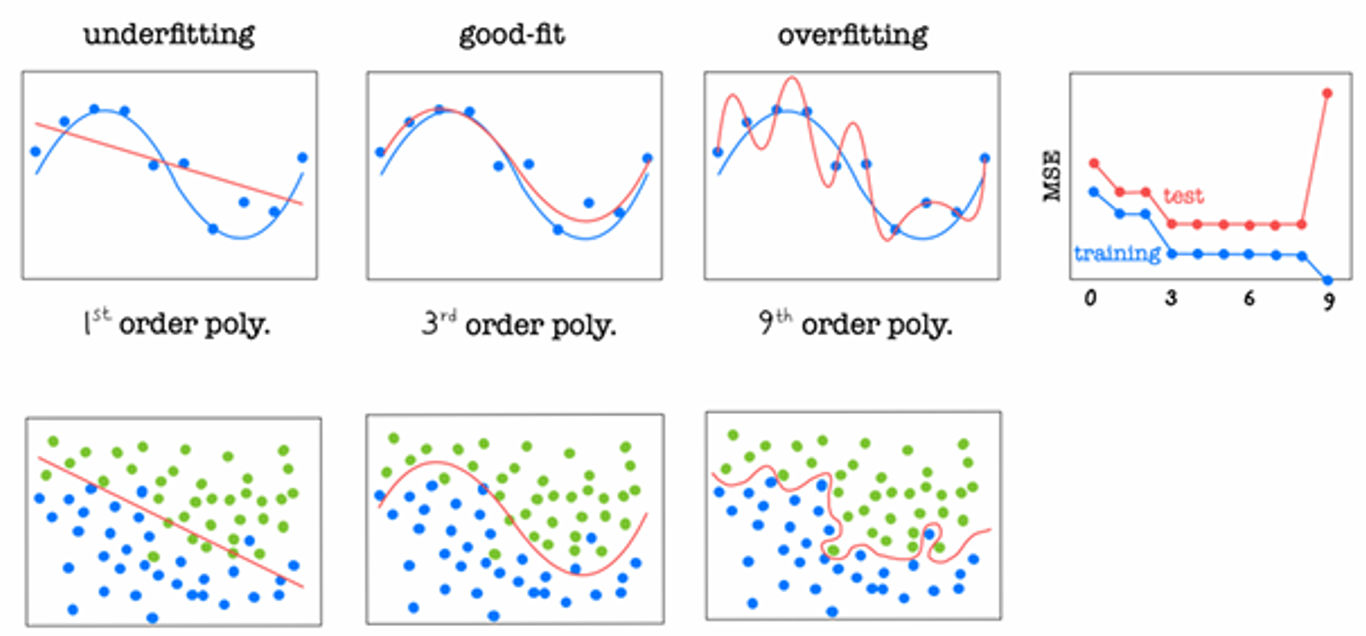 underfitting
good-fit
overfitting
MSE
test
training
0 3 6 9
1st order poly.
3rd order poly.
9th order poly.